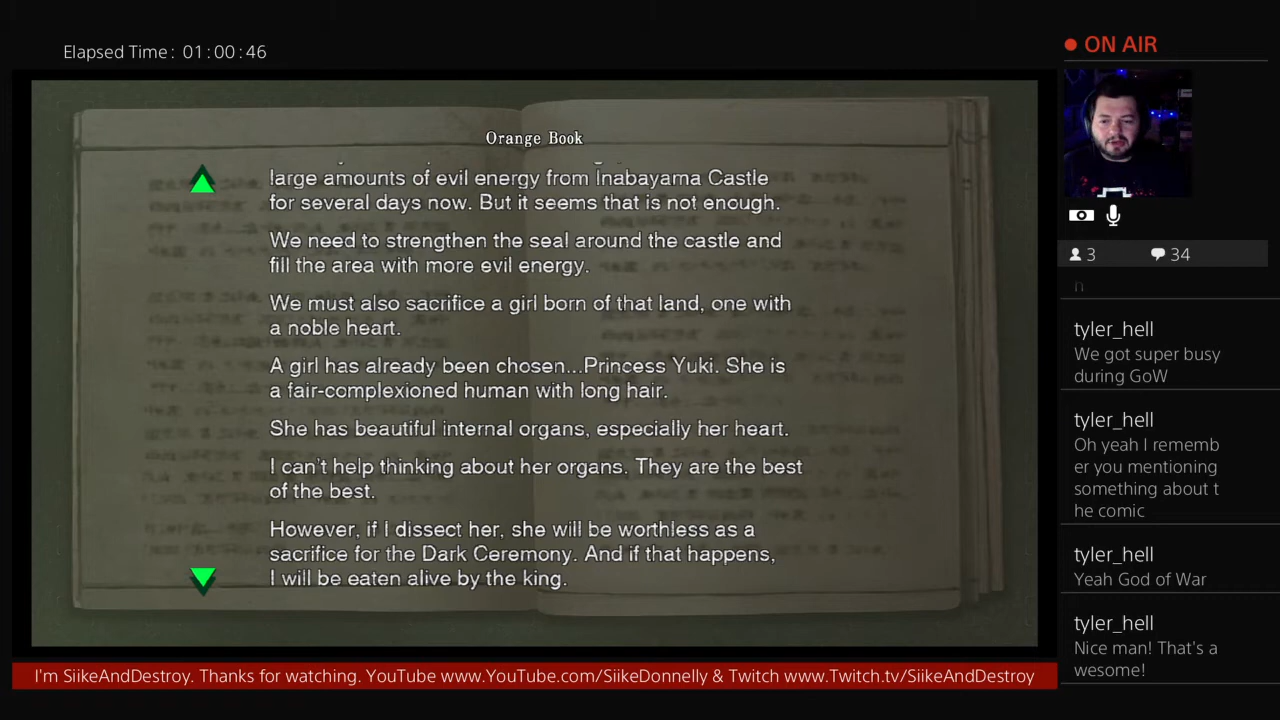 Elapsed Time: 01:00:46
ON AIR
Orange Book
large amounts of evil energy from Inabayama Castle
for several days now. But it seems that is not enough.
We need to strengthen the seal around the castle and
fill the area with more evil energy.
We must also sacrifice a girl born of that land, one with
a noble heart.
A girl has already been chosen...Princess Yuki. She is
a fair-complexioned human with long hair.
She has beautiful internal organs, especially her heart.
I can't help thinking about her organs. They are the best
of the best.
However, if I dissect her, she will be worthless as a
sacrifice for the Dark Ceremony. And if that happens,
I will be eaten alive by the king.
3 34
n
tyler_hell
We got super busy
during GoW
tyler_hell
Oh yeah I rememb
er you mentioning
something about t
he comic
tyler_hell
Yeah God of War
tyler_hell
Nice man! That's a
wesome!
I'm SiikeAndDestroy. Thanks for watching. YouTube www.YouTube.com/SiikeDonnelly & Twitch www.Twitch.tv/SiikeAndDestroy